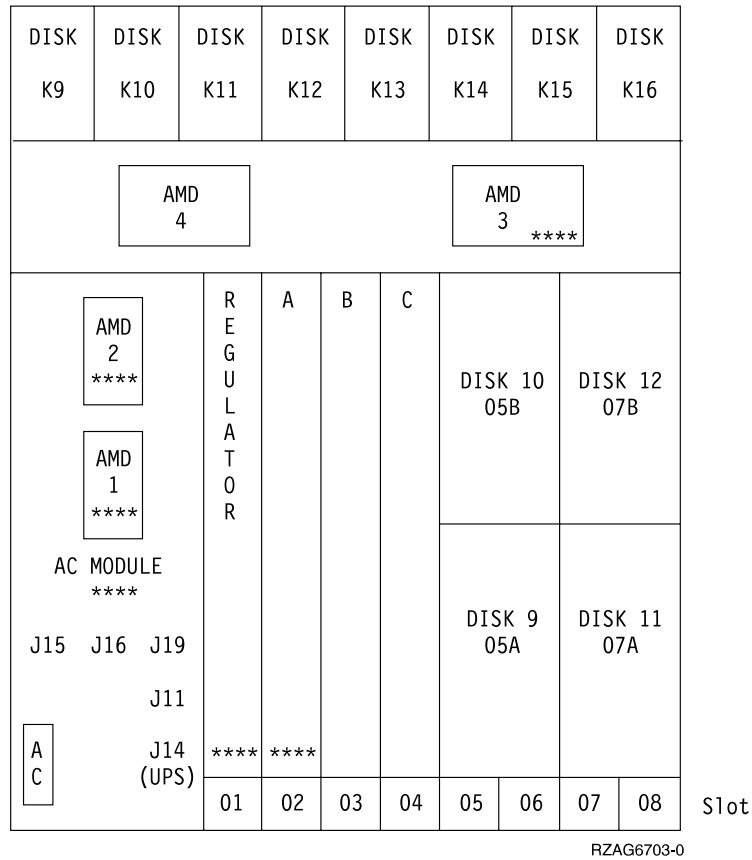 DISK DISK DISK DISK DISK DISK DISK DISK
K9 K10 K11 K12 K13 K14 K15 K16
AMD
4
AMD
3
****
AMD
2
****
AMD
1
****
AC MODULE
****
J15 J16 J19
J11
J14
(UPS)
A
C
R
E
G
U
L
A
T
O
R
****
A
****
B
C
DISK 10
05B
DISK 12
07B
DISK 9
05A
DISK 11
07A
01 02 03 04 05 06 07 08 Slot
RZAG6703-0